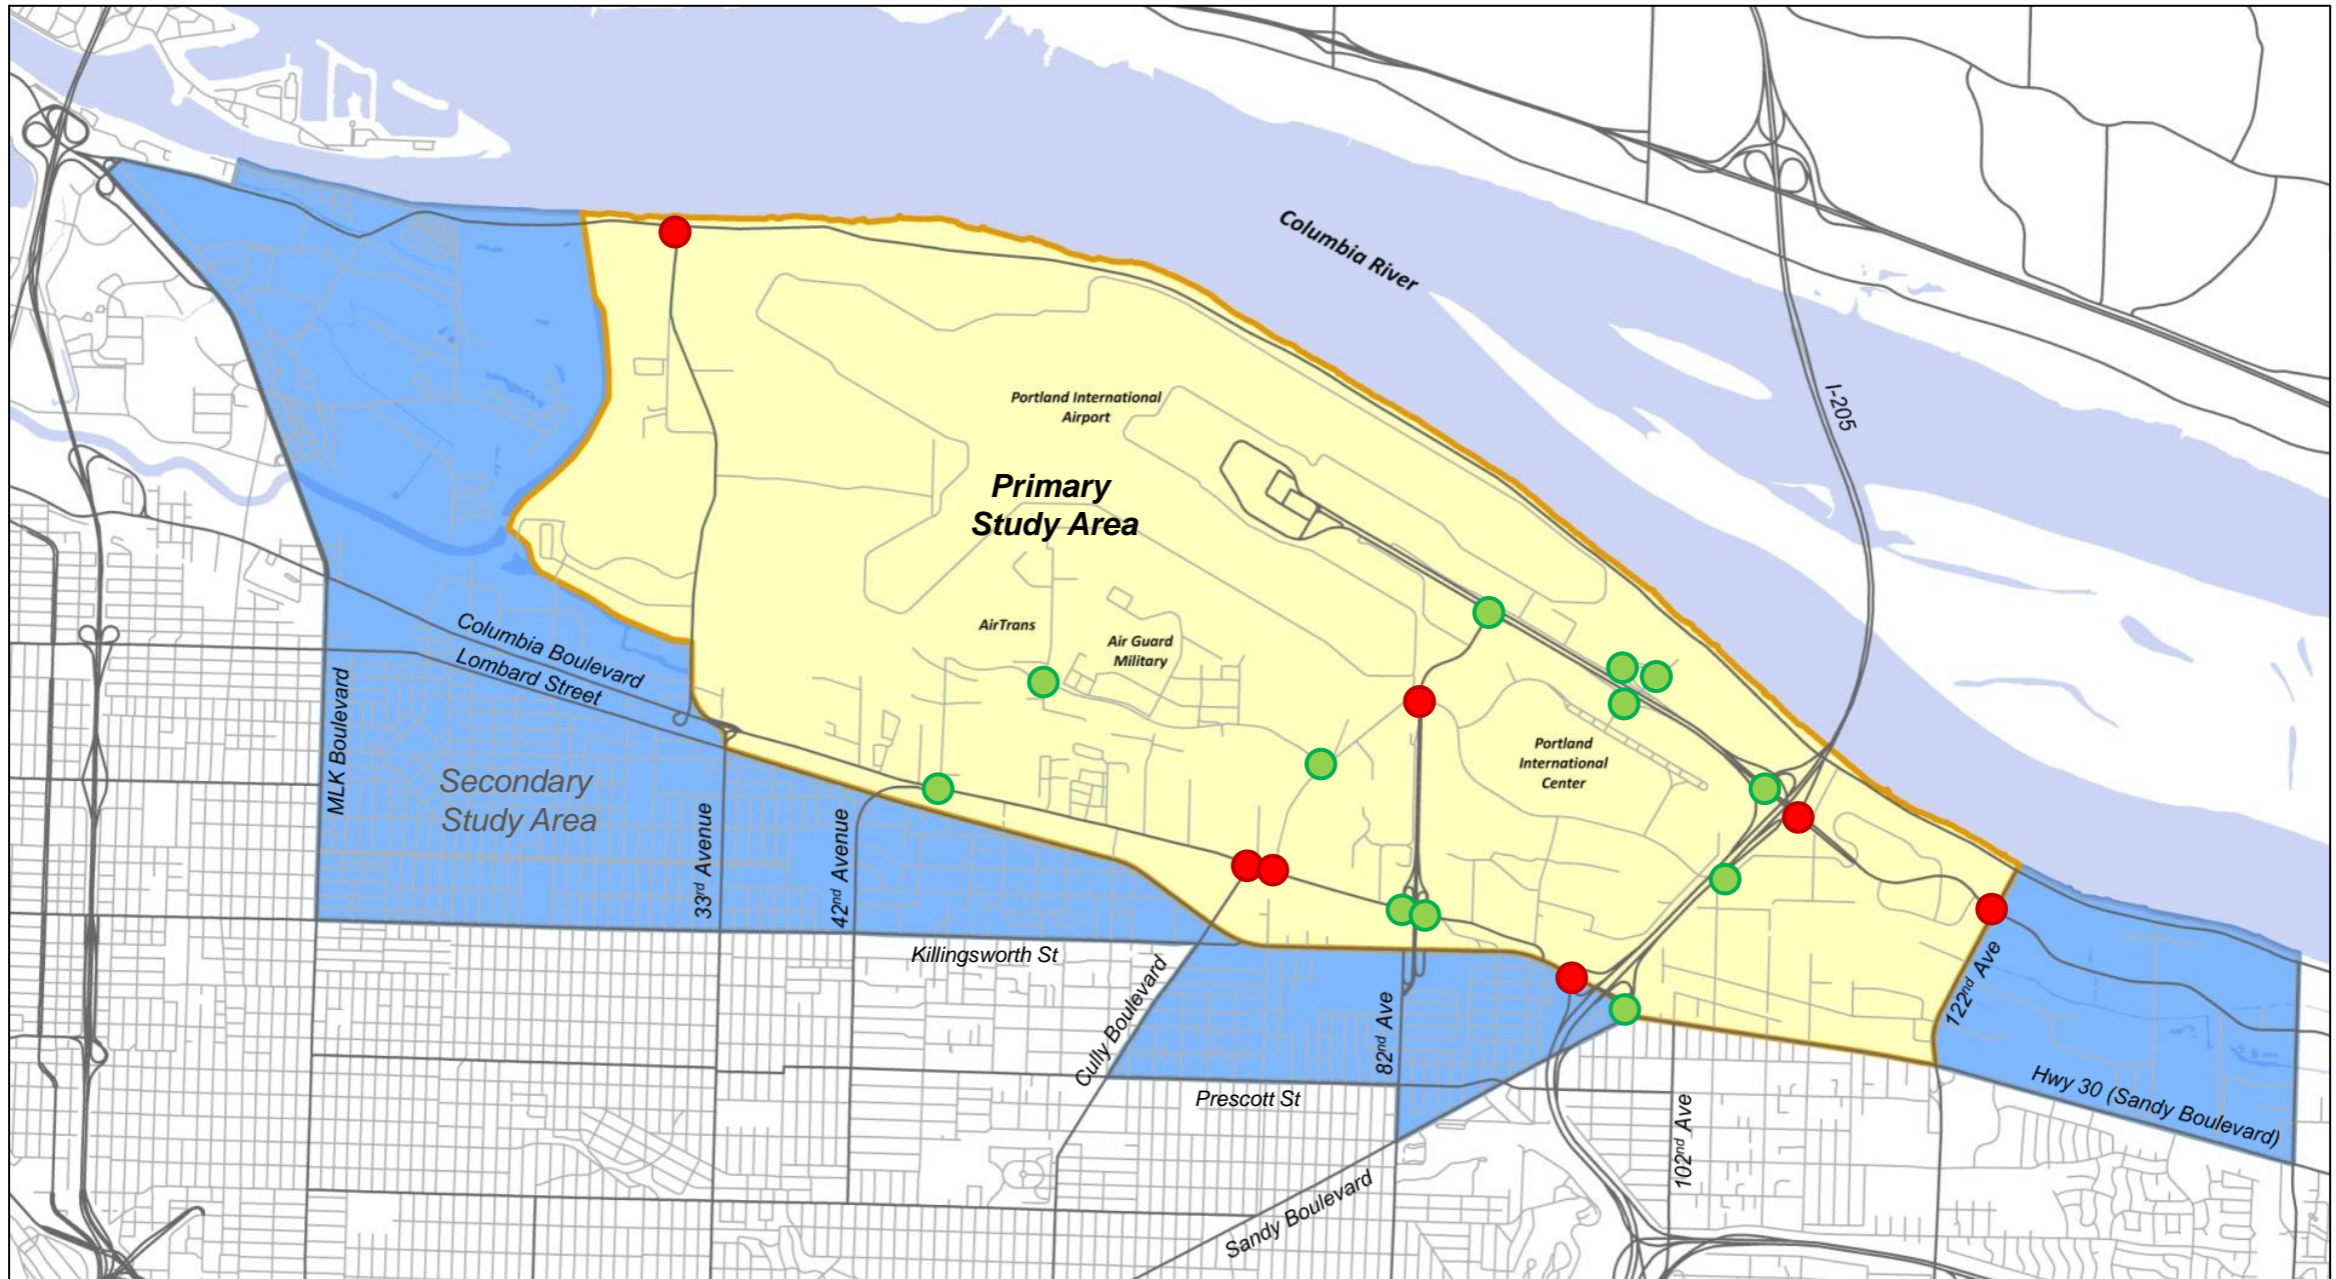 Columbia River
I-205
Portland International
Airport
Primary
Study Area
AirTrans
Air Guard
Military
Columbia Boulevard
Lombard Street
MLK Boulevard
Portland
International
Center
Secondary
Study Area
33rd Avenue
42nd Avenue
Killingsworth St
Cully Boulevard
82nd Ave
122nd Ave
Hwy 30 (Sandy Boulevard)
Prescott St
102nd Ave
Sandy Boulevard